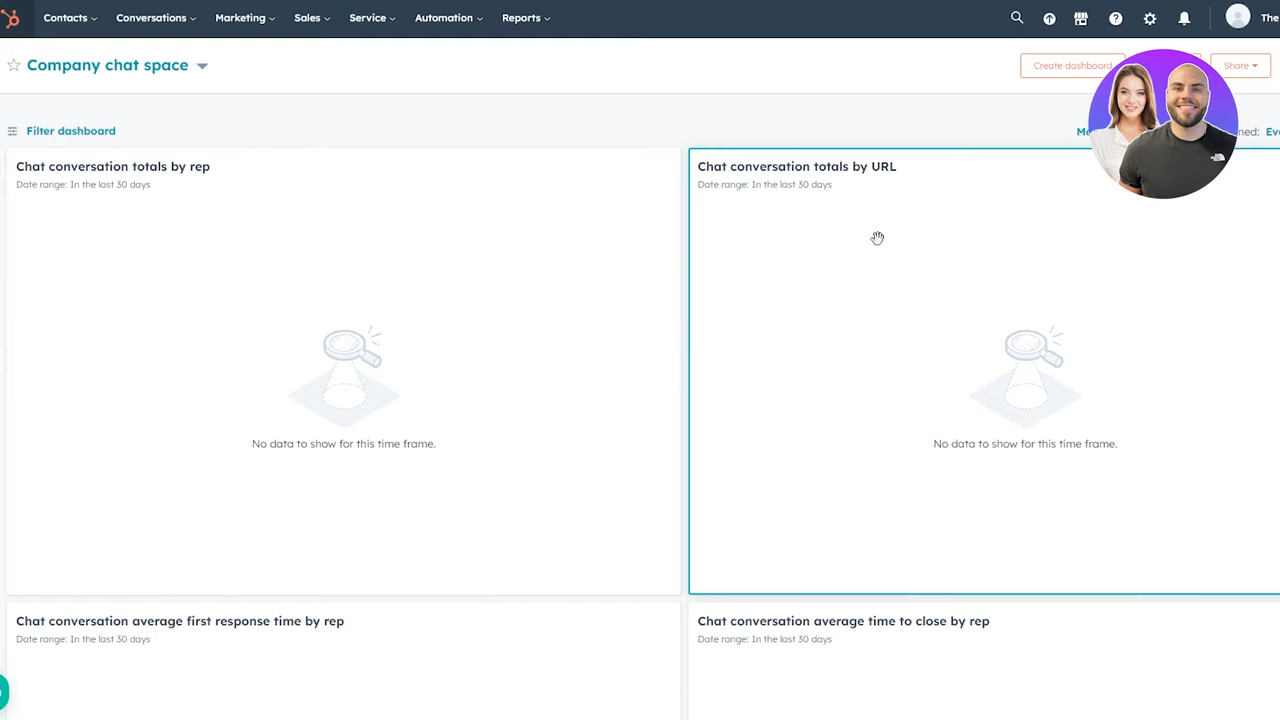 Contacts Conversations Marketing Sales Service Automation Reports The
Company chat space
Create dashboard Share
Filter dashboard
Chat conversation totals by rep
Date range: In the last 30 days
No data to show for this time frame.
Chat conversation totals by URL
Date range: In the last 30 days
No data to show for this time frame.
Chat conversation average first response time by rep
Date range: In the last 30 days
Chat conversation average time to close by rep
Date range: In the last 30 days